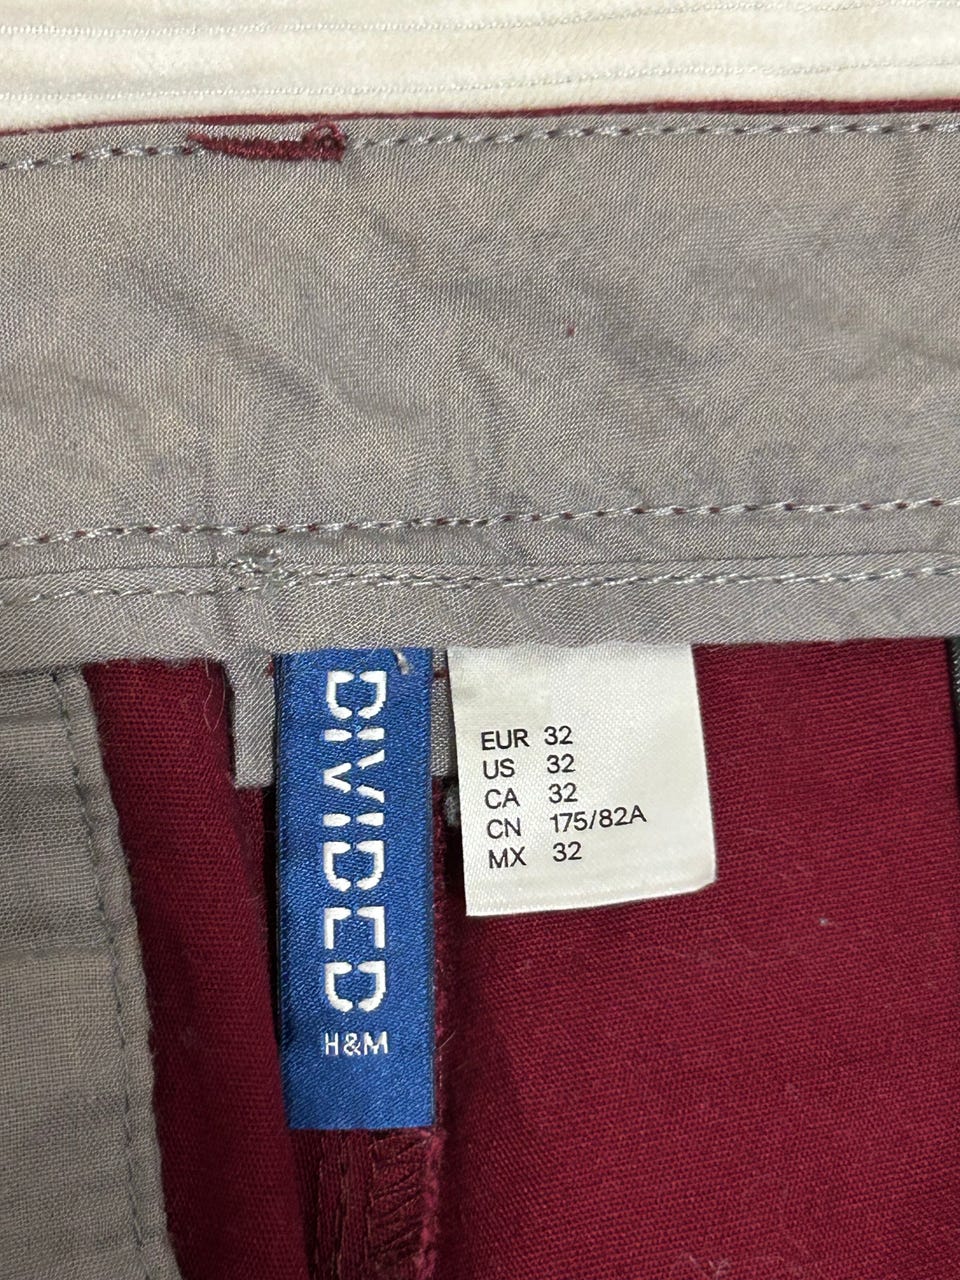 DIVIDED
H&M
EUR 32
US 32
CA 32
CN 175/82A
MX 32